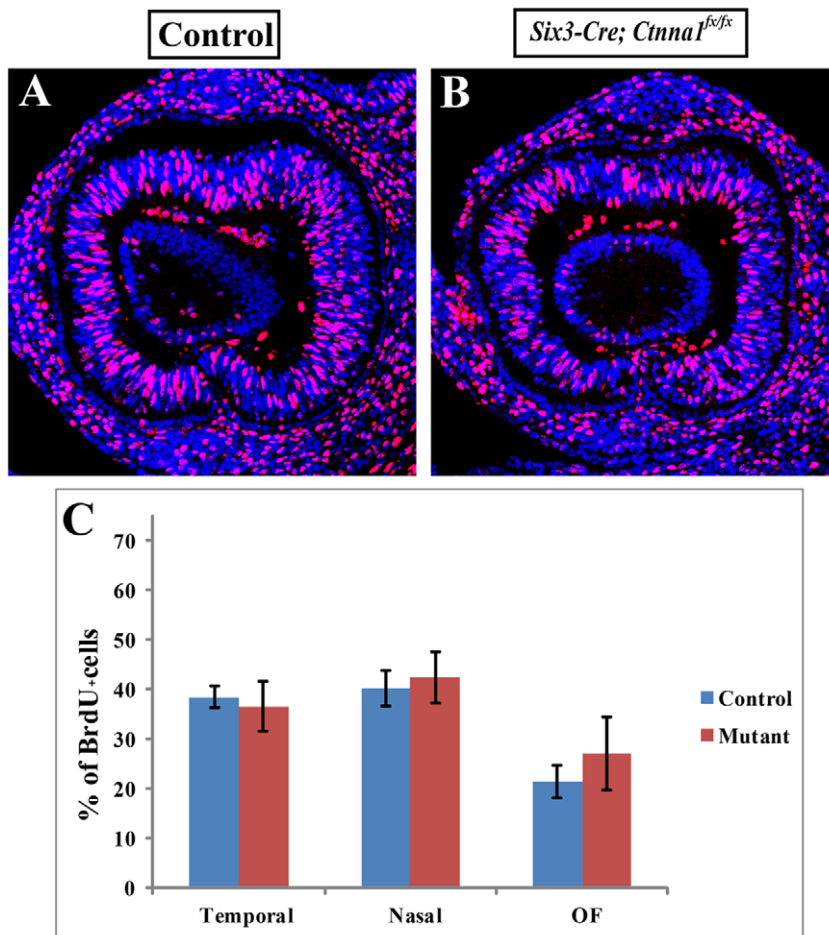 Control
Six3-Cre; Ctnna1fx/fx
A
B
C
% of BrdU+cells
70
60
50
40
30
20
10
0
Temporal
Nasal
OF
Control
Mutant